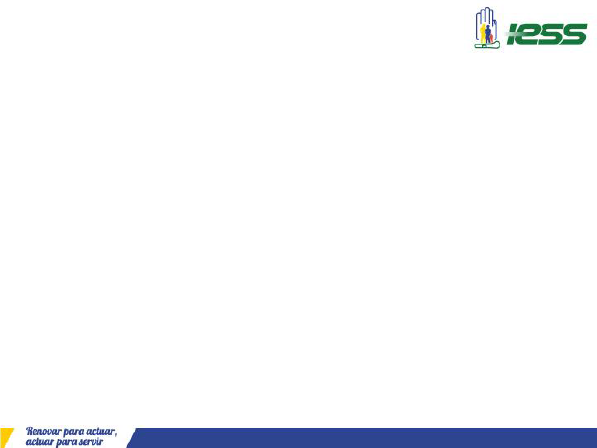 IESS
Renovar para actuar,
actuar para servir